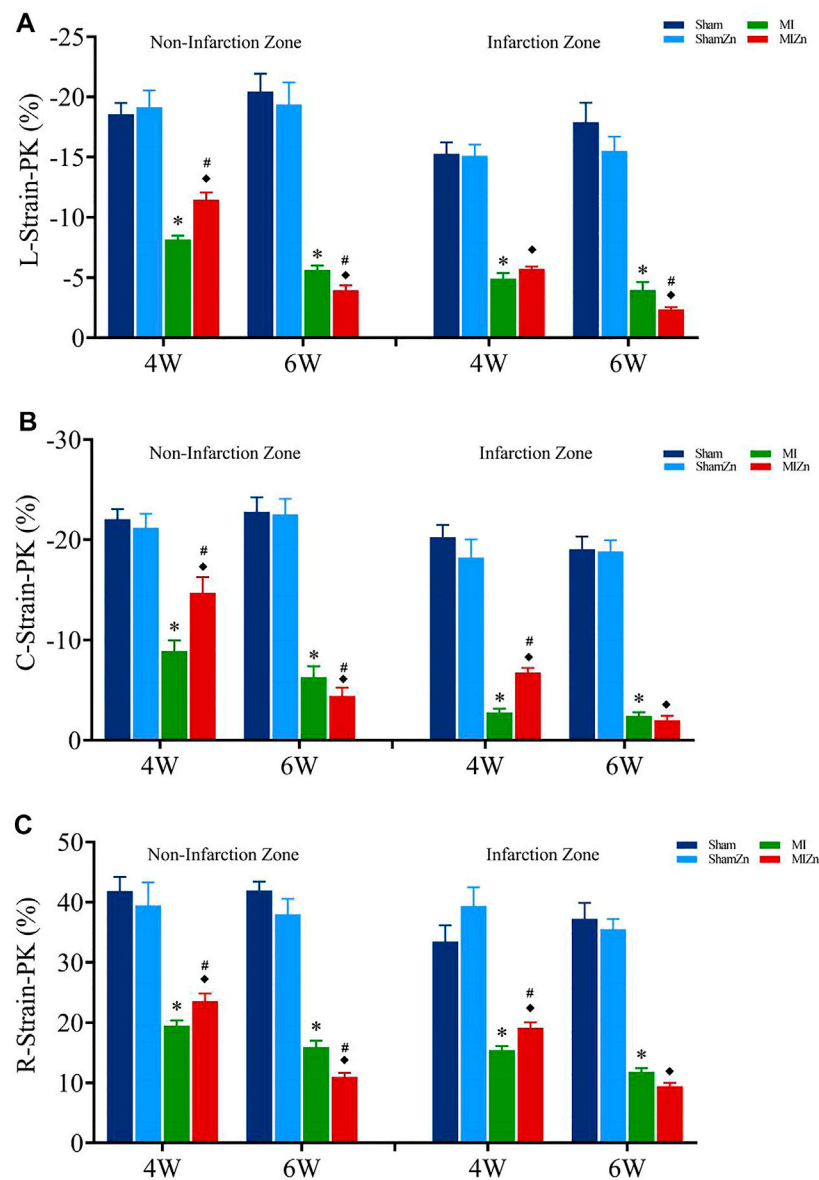 A
Non-Infarction Zone
Infarction Zone
Sham
MI
ShamZn
MIZn
L-Strain-PK (%)
-25
-20
-15
-10
-5
0
*
◆
#
*
◆
#
*
◆
*
◆
#
4W
6W
4W
6W
B
Non-Infarction Zone
Infarction Zone
Sham
MI
ShamZn
MIZn
C-Strain-PK (%)
-30
-20
-10
0
*
◆
#
*
◆
#
*
◆
#
*
◆
4W
6W
4W
6W
C
Non-Infarction Zone
Infarction Zone
Sham
MI
ShamZn
MIZn
R-Strain-PK (%)
50
40
30
20
10
0
*
◆
#
*
◆
#
*
◆
#
*
◆
4W
6W
4W
6W